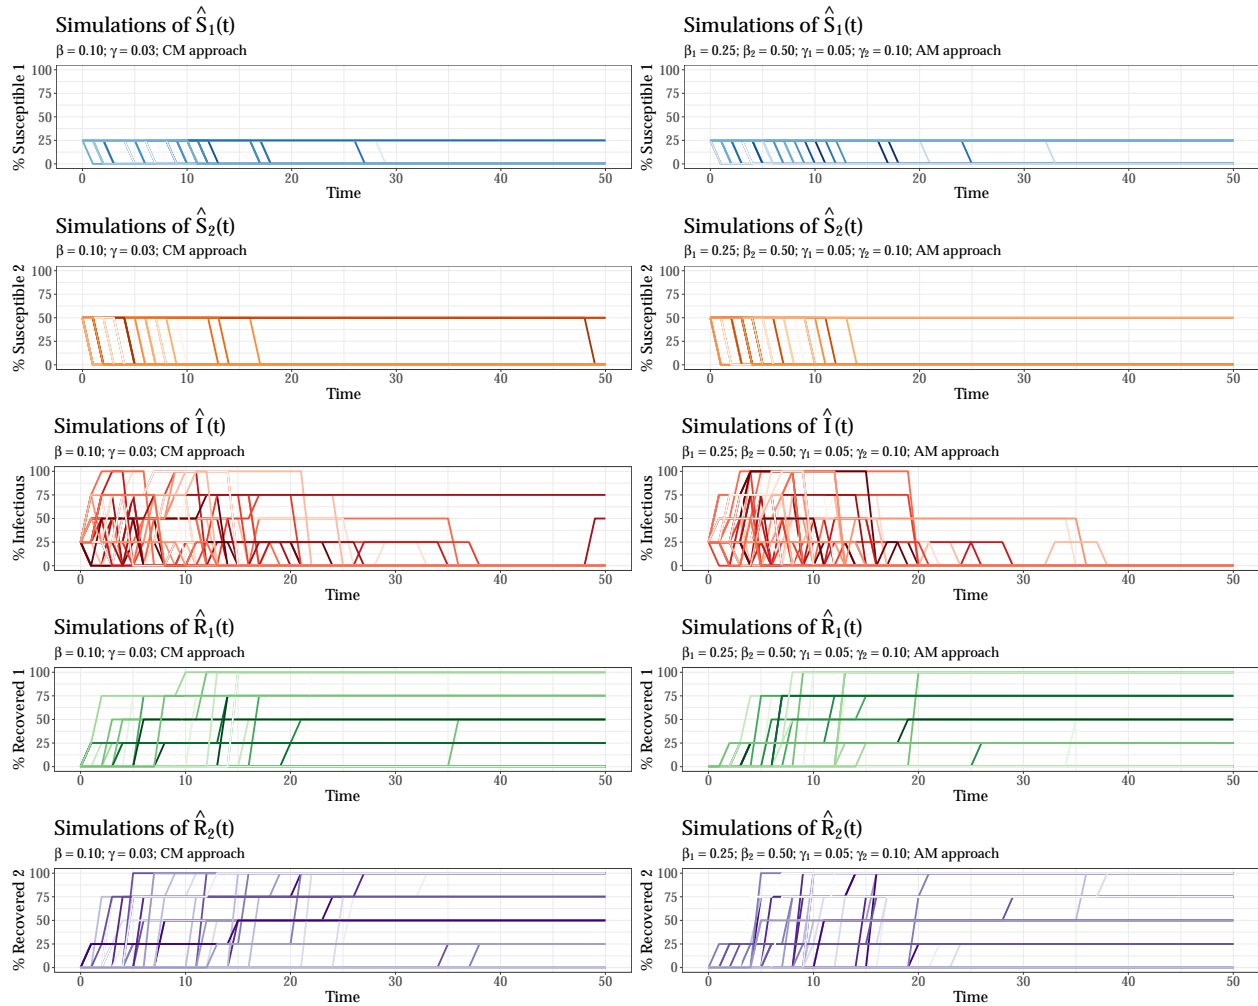 Simulations of Ŝ₁(t)
β = 0.10; γ = 0.03; CM approach
% Susceptible 1
100
75
50
25
0
0 10 20 30 40 50
Time
Simulations of Ŝ₁(t)
β₁ = 0.25; β₂ = 0.50; γ₁ = 0.05; γ₂ = 0.10; AM approach
% Susceptible 1
100
75
50
25
0
0 10 20 30 40 50
Time
Simulations of Ŝ₂(t)
β = 0.10; γ = 0.03; CM approach
% Susceptible 2
100
75
50
25
0
0 10 20 30 40 50
Time
Simulations of Ŝ₂(t)
β₁ = 0.25; β₂ = 0.50; γ₁ = 0.05; γ₂ = 0.10; AM approach
% Susceptible 2
100
75
50
25
0
0 10 20 30 40 50
Time
Simulations of Î(t)
β = 0.10; γ = 0.03; CM approach
% Infectious
100
75
50
25
0
0 10 20 30 40 50
Time
Simulations of Î(t)
β₁ = 0.25; β₂ = 0.50; γ₁ = 0.05; γ₂ = 0.10; AM approach
% Infectious
100
75
50
25
0
0 10 20 30 40 50
Time
Simulations of R̂₁(t)
β = 0.10; γ = 0.03; CM approach
% Recovered 1
100
75
50
25
0
0 10 20 30 40 50
Time
Simulations of R̂₁(t)
β₁ = 0.25; β₂ = 0.50; γ₁ = 0.05; γ₂ = 0.10; AM approach
% Recovered 1
100
75
50
25
0
0 10 20 30 40 50
Time
Simulations of R̂₂(t)
β = 0.10; γ = 0.03; CM approach
% Recovered 2
100
75
50
25
0
0 10 20 30 40 50
Time
Simulations of R̂₂(t)
β₁ = 0.25; β₂ = 0.50; γ₁ = 0.05; γ₂ = 0.10; AM approach
% Recovered 2
100
75
50
25
0
0 10 20 30 40 50
Time